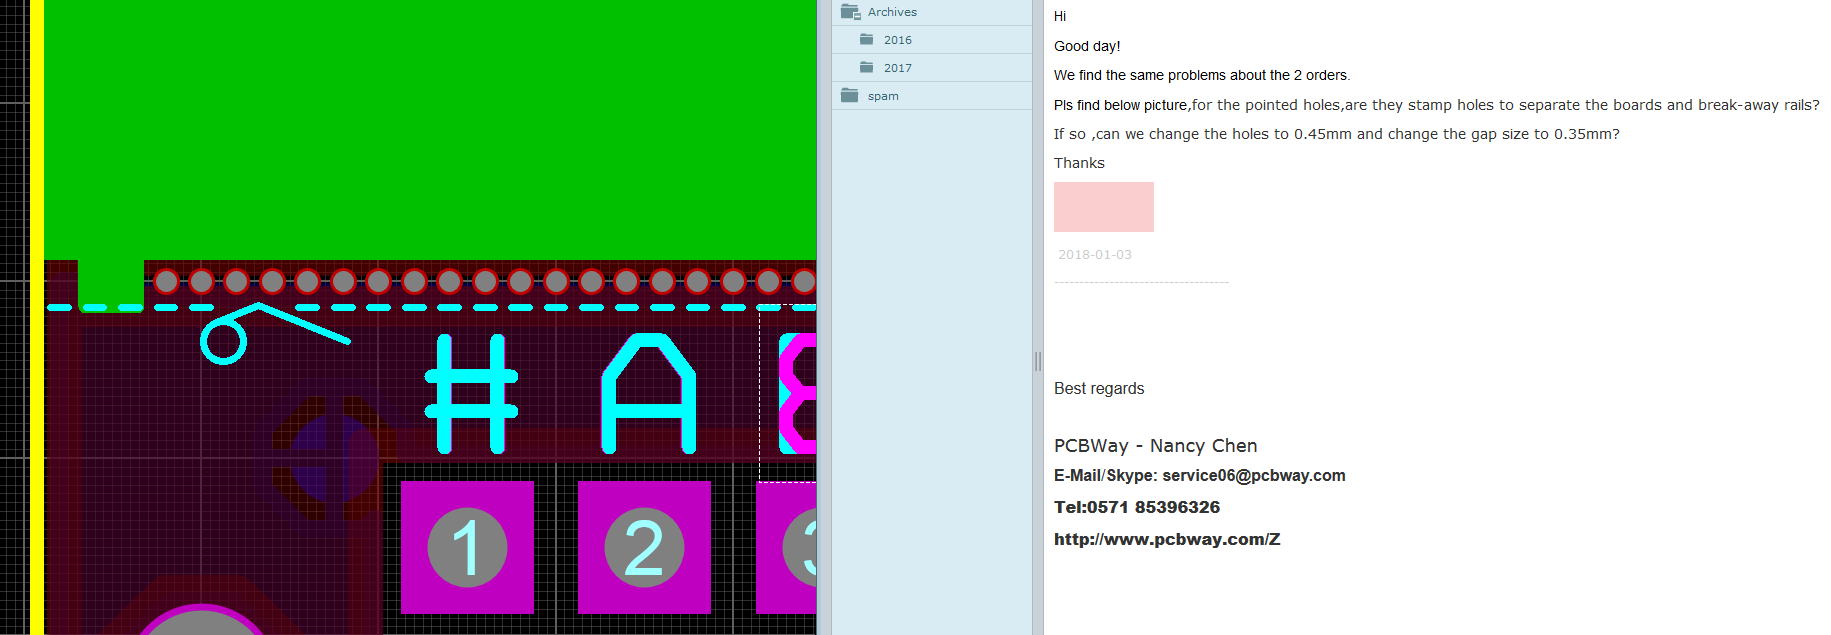 # A
1 2
Archives
2016
2017
spam
Hi
Good day!
We find the same problems about the 2 orders.
Pls find below picture,for the pointed holes,are they stamp holes to separate the boards and break-away rails?
If so ,can we change the holes to 0.45mm and change the gap size to 0.35mm?
Thanks
2018-01-03
-----------------------------------
Best regards
PCBWay - Nancy Chen
E-Mail/Skype: service06@pcbway.com
Tel:0571 85396326
http://www.pcbway.com/Z